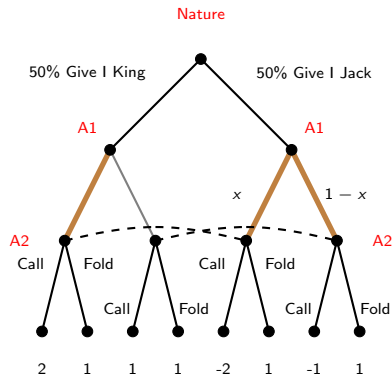 Nature
50% Give I King
50% Give I Jack
A1
A1
x
1 − x
A2
A2
Call
Fold
Call
Fold
Call
Fold
Call
Fold
2
1
1
1
-2
1
-1
1